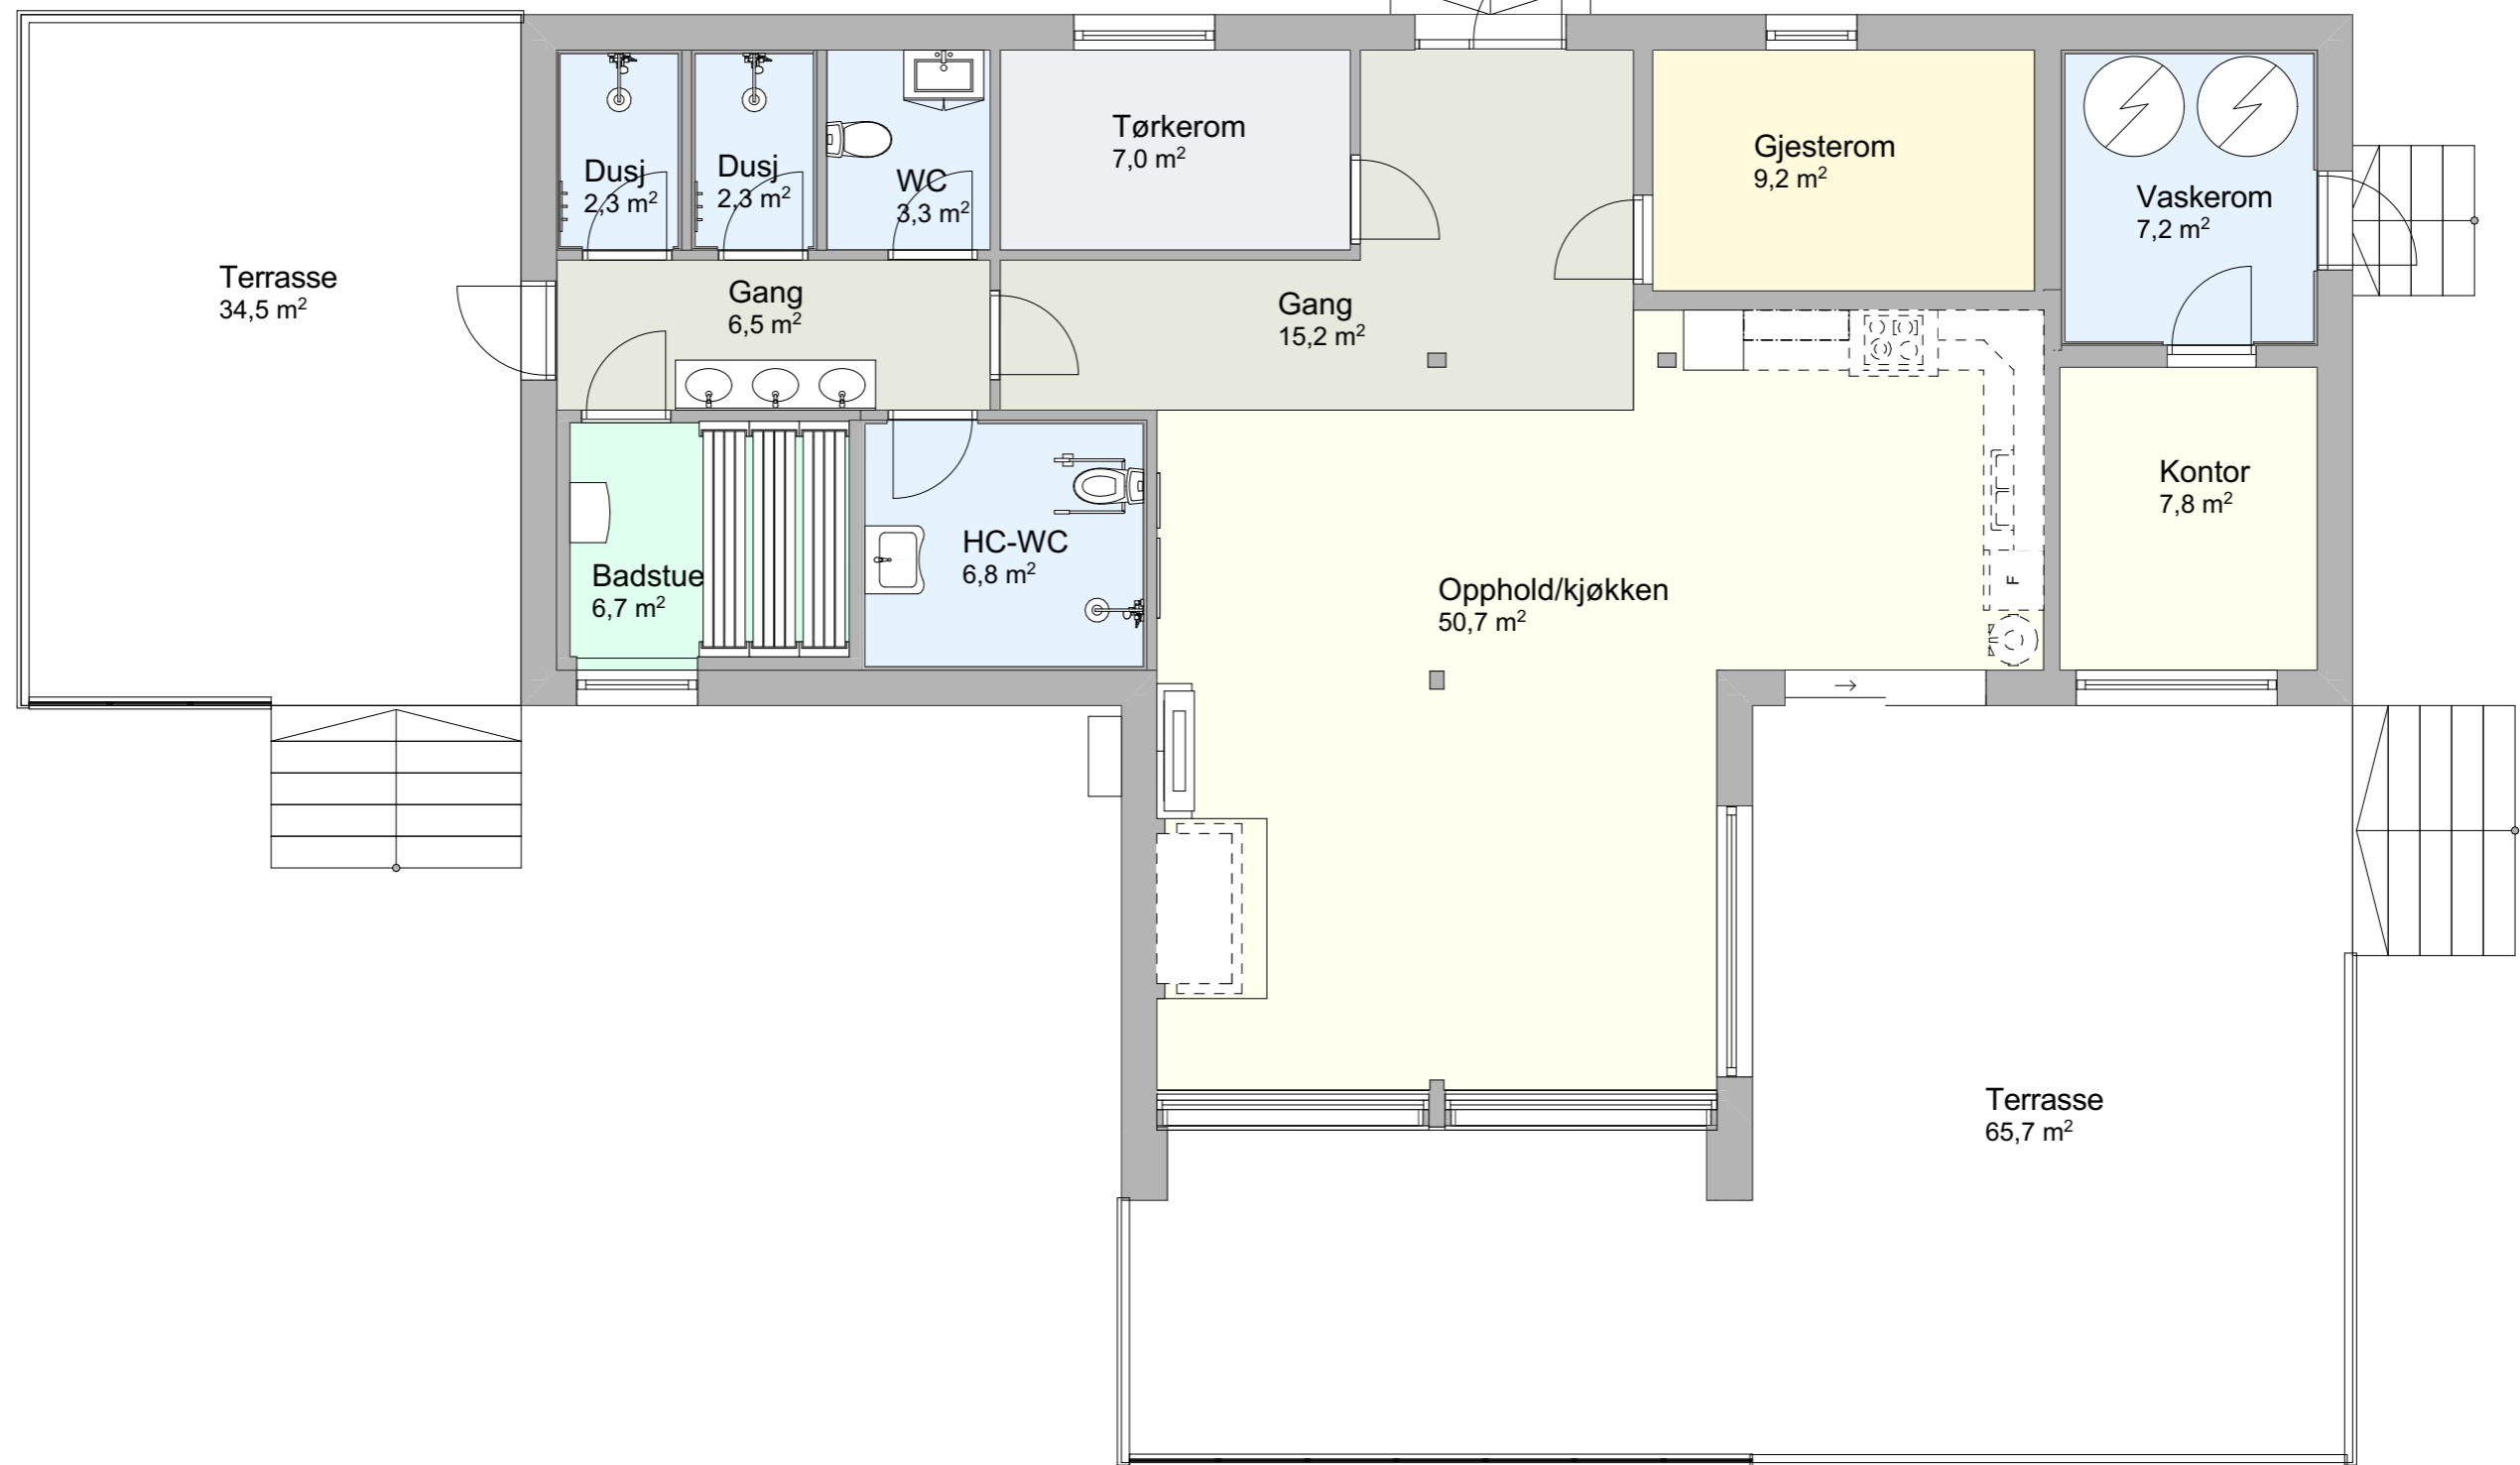 Terrasse
34,5 m²
Dusj
2,3 m²
Dusj
2,3 m²
WC
3,3 m²
Tørkerom
7,0 m²
Gjesterom
9,2 m²
Vaskerom
7,2 m²
Gang
6,5 m²
Gang
15,2 m²
Kontor
7,8 m²
Badstue
6,7 m²
HC-WC
6,8 m²
Opphold/kjøkken
50,7 m²
F
Terrasse
65,7 m²